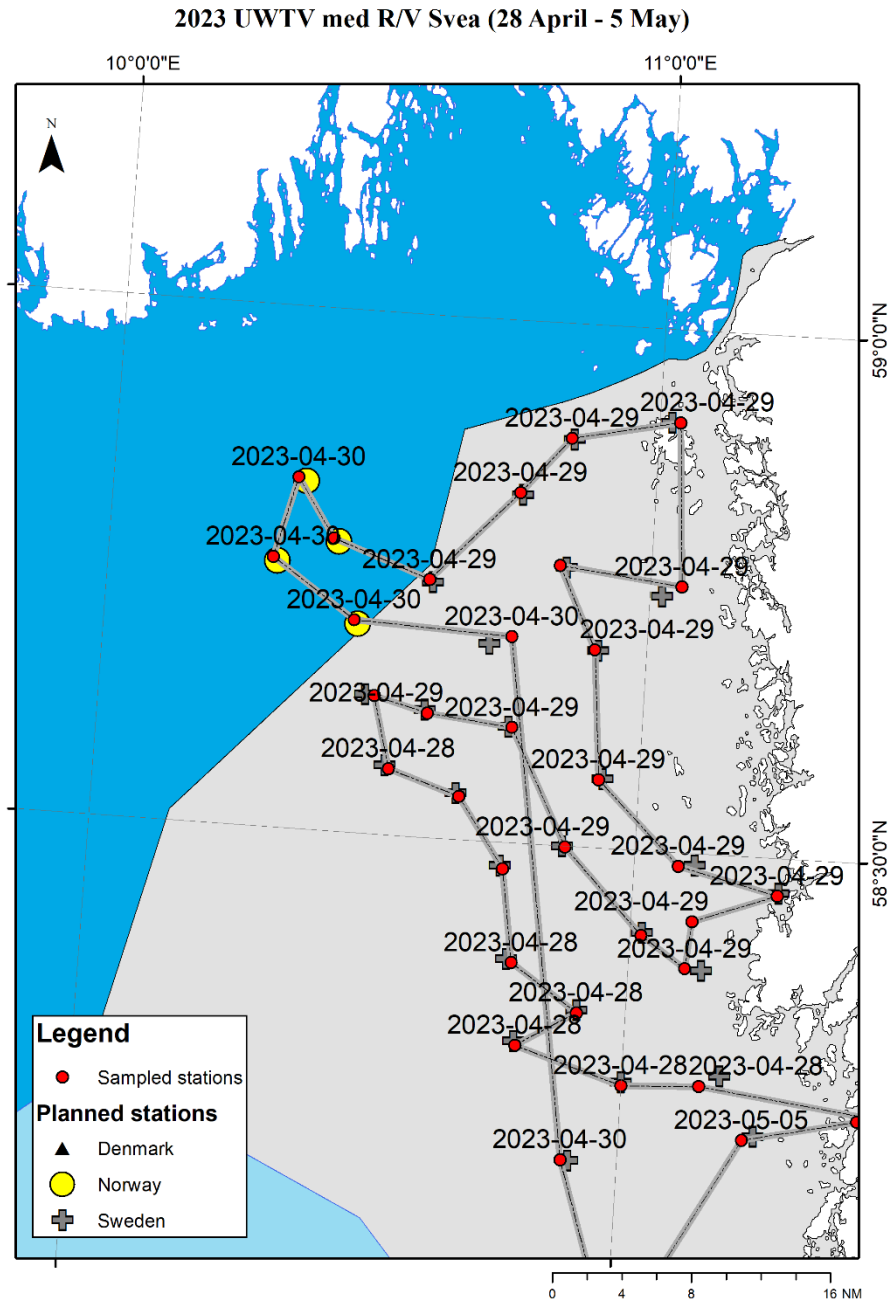 2023 UWTV med R/V Svea (28 April - 5 May)
10°0'0"E
11°0'0"E
N
59°0'0"N
2023-04-29
2023-04-29
2023-04-29
2023-04-30
2023-04-30
2023-04-29
2023-04-29
2023-04-30
2023-04-30
2023-04-29
2023-04-29
2023-04-29
2023-04-28
2023-04-29
2023-04-29
2023-04-29
58°30'0"N
2023-04-29
2023-04-29
2023-04-29
2023-04-28
2023-04-28
2023-04-28
2023-04-28
2023-04-28
2023-05-05
2023-04-30
Legend
Sampled stations
Planned stations
Denmark
Norway
Sweden
0 4 8 16 NM